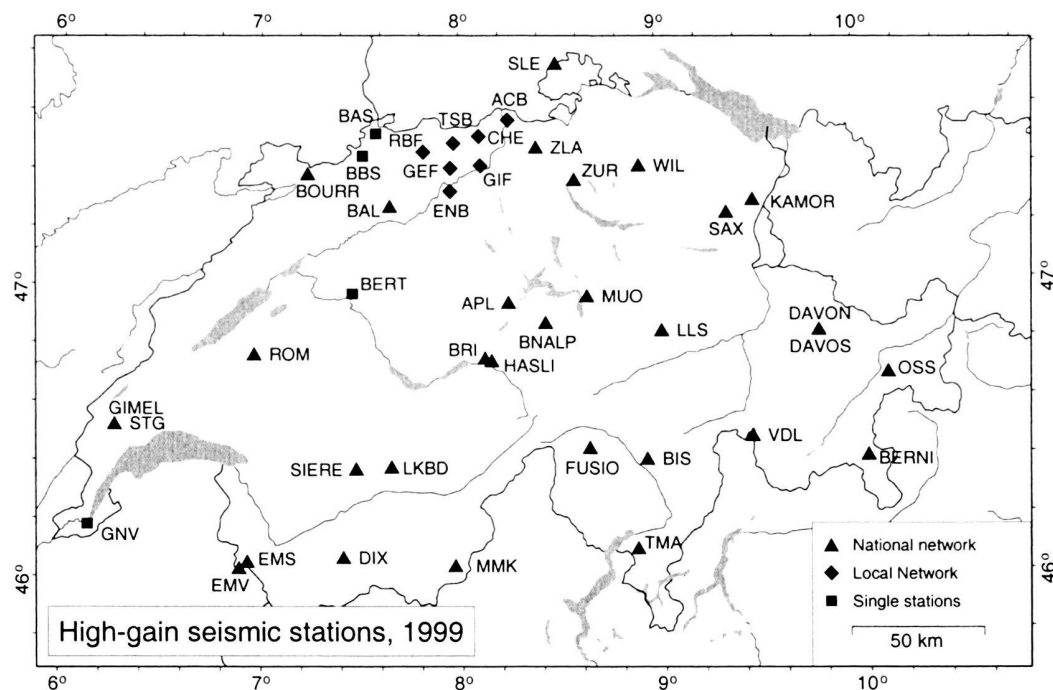 6° 7° 8° 9° 10°
SLE
ACB
BAS
TSB
RBF
CHE
ZLA
BBS
GEF
GIF
ZUR
WIL
BOURR
BAL
ENB
KAMOR
SAX
47°
47°
BERT
APL
MUO
DAVON
BNALP
LLS
DAVOS
BRI
HASLI
ROM
OSS
GIMEL
STG
VDL
SIERE
LKBD
FUSIO
BIS
BERNI
GNV
TMA
EMS
DIX
MMK
EMV
46°
46°
National network
Local Network
Single stations
50 km
High-gain seismic stations, 1999
6° 7° 8° 9° 10°